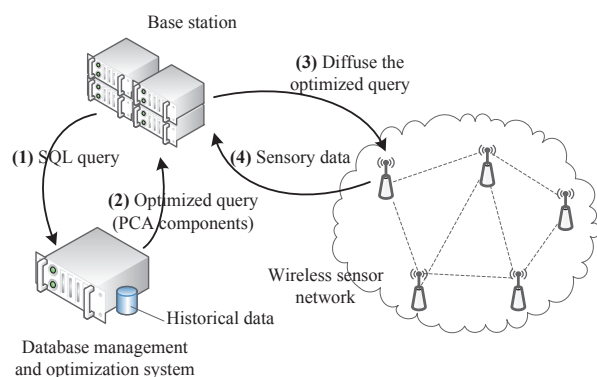 Base station
(3) Diffuse the
optimized query
(1) SQL query
(4) Sensory data
(2) Optimized query
(PCA components)
Wireless sensor
network
Historical data
Database management
and optimization system